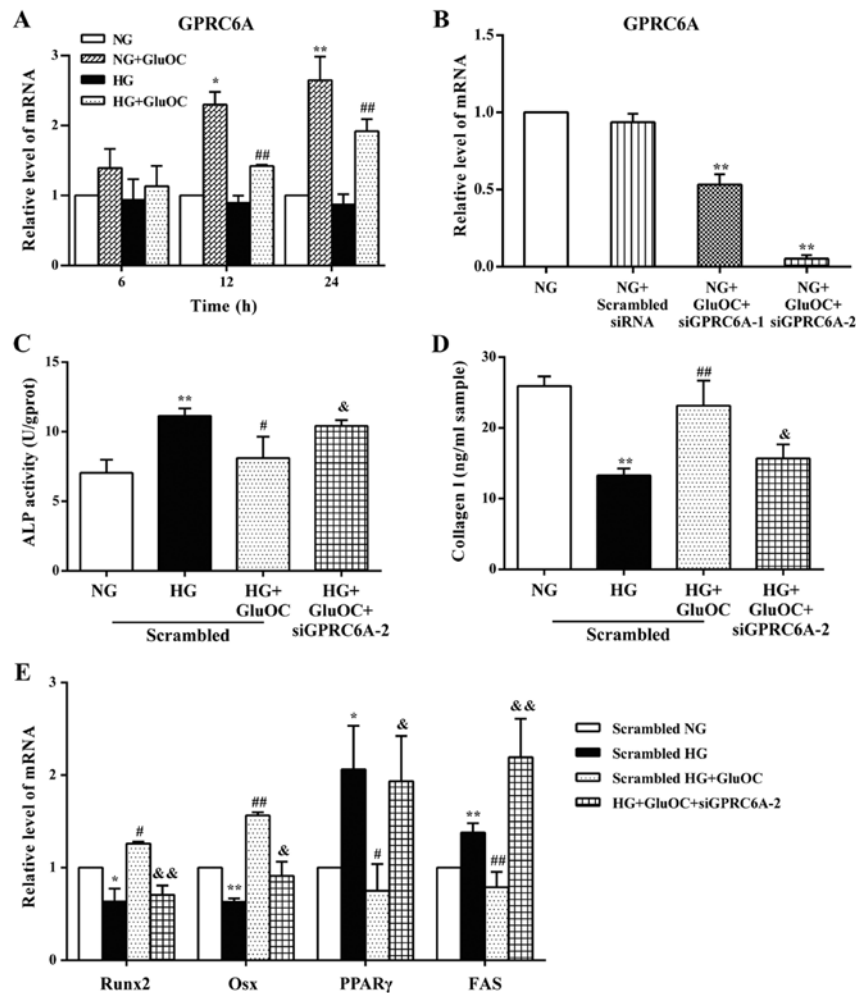 A
GPRC6A
NG
NG+GluOC
HG
HG+GluOC
Relative level of mRNA
3
2
1
0
*
##
**
##
6
12
24
Time (h)
B
GPRC6A
Relative level of mRNA
1.5
1.0
0.5
0.0
**
**
NG
NG+
Scrambled
siRNA
NG+
GluOC+
siGPRC6A-1
NG+
GluOC+
siGPRC6A-2
C
ALP activity (U/gprot)
15
10
5
0
**
#
&
NG
HG
HG+
GluOC
HG+
GluOC+
siGPRC6A-2
Scrambled
D
Collagen I (ng/ml sample)
30
20
10
0
**
##
&
NG
HG
HG+
GluOC
HG+
GluOC+
siGPRC6A-2
Scrambled
E
Relative level of mRNA
3
2
1
0
*
#
&&
**
##
&
*
#
&
**
##
&&
Runx2
Osx
PPARγ
FAS
Scrambled NG
Scrambled HG
Scrambled HG+GluOC
HG+GluOC+siGPRC6A-2